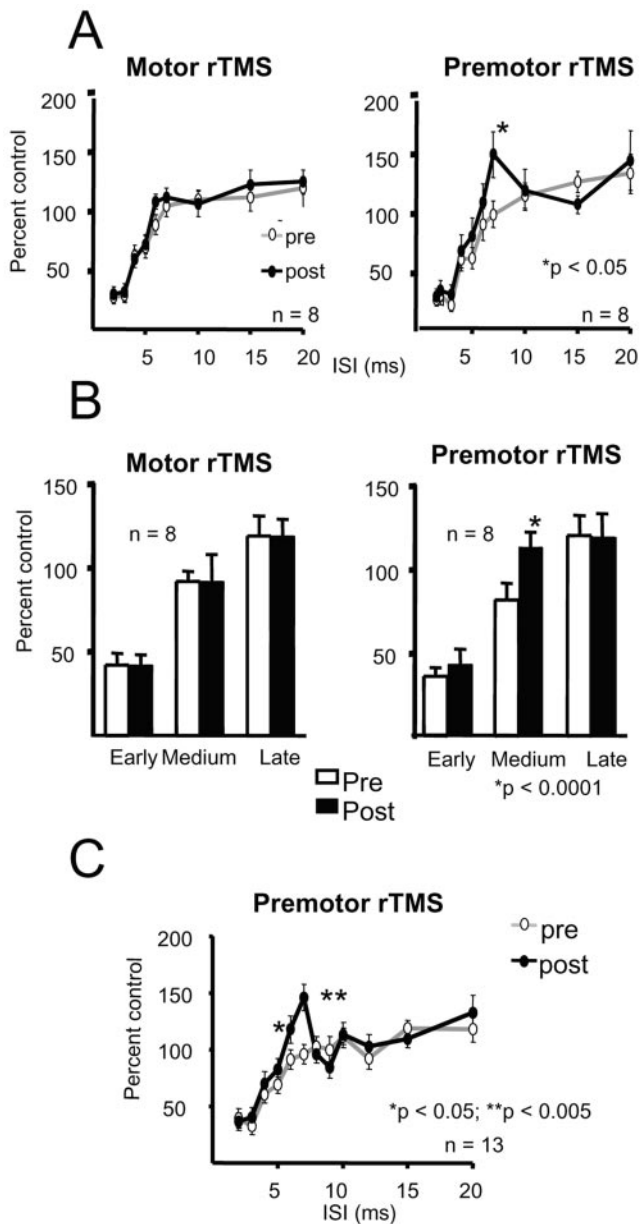 A
Motor rTMS
Premotor rTMS
200
150
100
50
Percent control
pre
post
n = 8
5 10 15 20
200
150
100
50
*
*p < 0.05
n = 8
5 10 15 20
ISI (ms)
B
Motor rTMS
Premotor rTMS
150
100
50
Percent control
n = 8
Early Medium Late
150
100
50
n = 8
*
Early Medium Late
*p < 0.0001
Pre
Post
C
Premotor rTMS
pre
post
200
150
100
50
Percent control
*
**
*p < 0.05; **p < 0.005
n = 13
5 10 15 20
ISI (ms)